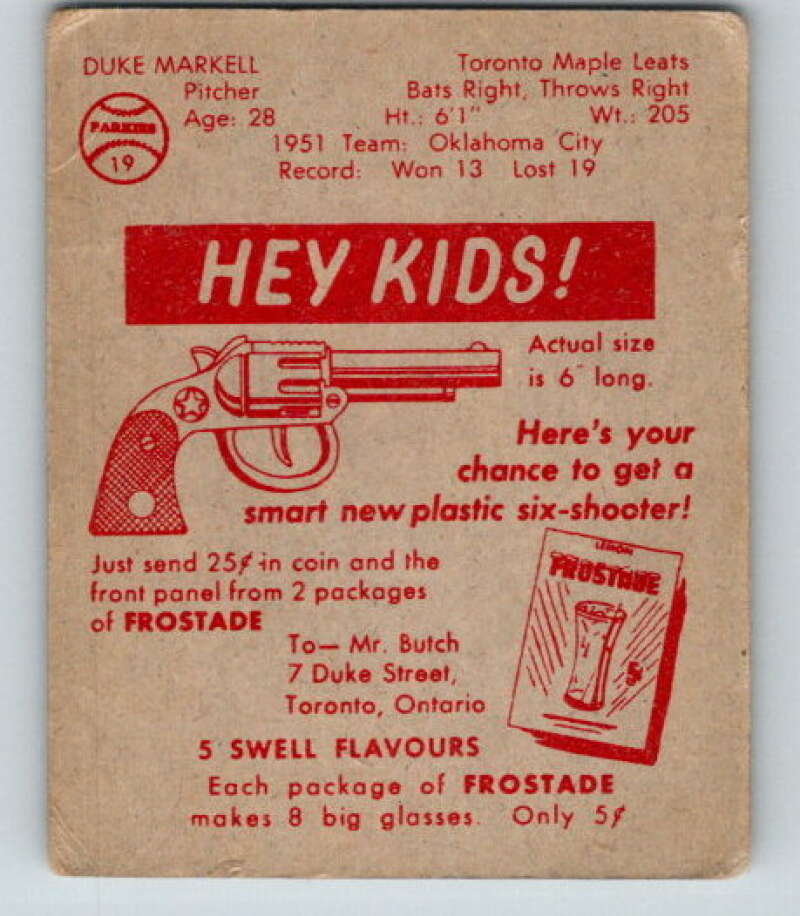 DUKE MARKELL
Toronto Maple Leafs
Pitcher
Bats Right, Throws Right
Age: 28
Ht.: 6'1"
Wt.: 205
PARKIES
19
1951 Team: Oklahoma City
Record: Won 13 Lost 19
HEY KIDS!
Actual size
is 6" long.
Here's your
chance to get a
smart new plastic six-shooter!
Just send 25¢ in coin and the
front panel from 2 packages
of FROSTADE
To— Mr. Butch
7 Duke Street,
Toronto, Ontario
LEMON
FROSTADE
5¢
5 SWELL FLAVOURS
Each package of FROSTADE
makes 8 big glasses. Only 5¢